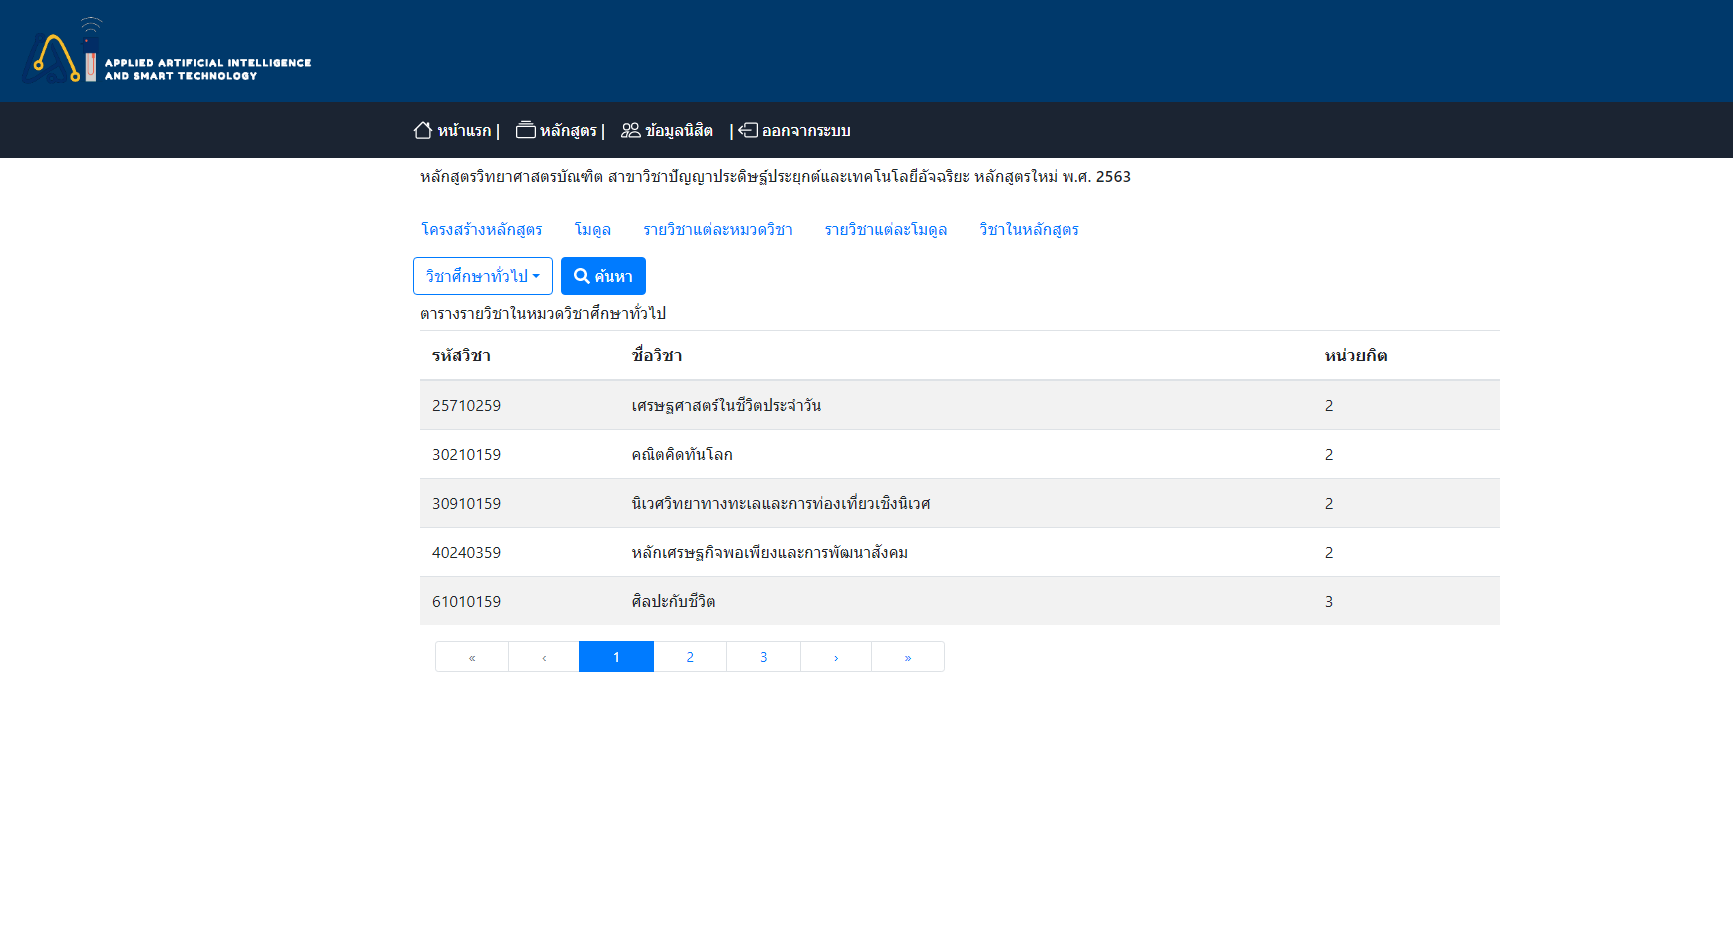 APPLIED ARTIFICIAL INTELLIGENCE
AND SMART TECHNOLOGY
หน้าแรก | หลักสูตร | ข้อมูลนิสิต | ออกจากระบบ
หลักสูตรวิทยาศาสตรบัณฑิต สาขาวิชาปัญญาประดิษฐ์ประยุกต์และเทคโนโลยีอัจฉริยะ หลักสูตรใหม่ พ.ศ. 2563
โครงสร้างหลักสูตร โมดูล รายวิชาแต่ละหมวดวิชา รายวิชาแต่ละโมดูล วิชาในหลักสูตร
วิชาศึกษาทั่วไป ค้นหา
ตารางรายวิชาในหมวดวิชาศึกษาทั่วไป
รหัสวิชา ชื่อวิชา หน่วยกิต
25710259 เศรษฐศาสตร์ในชีวิตประจำวัน 2
30210159 คณิตคิดทันโลก 2
30910159 นิเวศวิทยาทางทะเลและการท่องเที่ยวเชิงนิเวศ 2
40240359 หลักเศรษฐกิจพอเพียงและการพัฒนาสังคม 2
61010159 ศิลปะกับชีวิต 3
« ‹ 1 2 3 › »